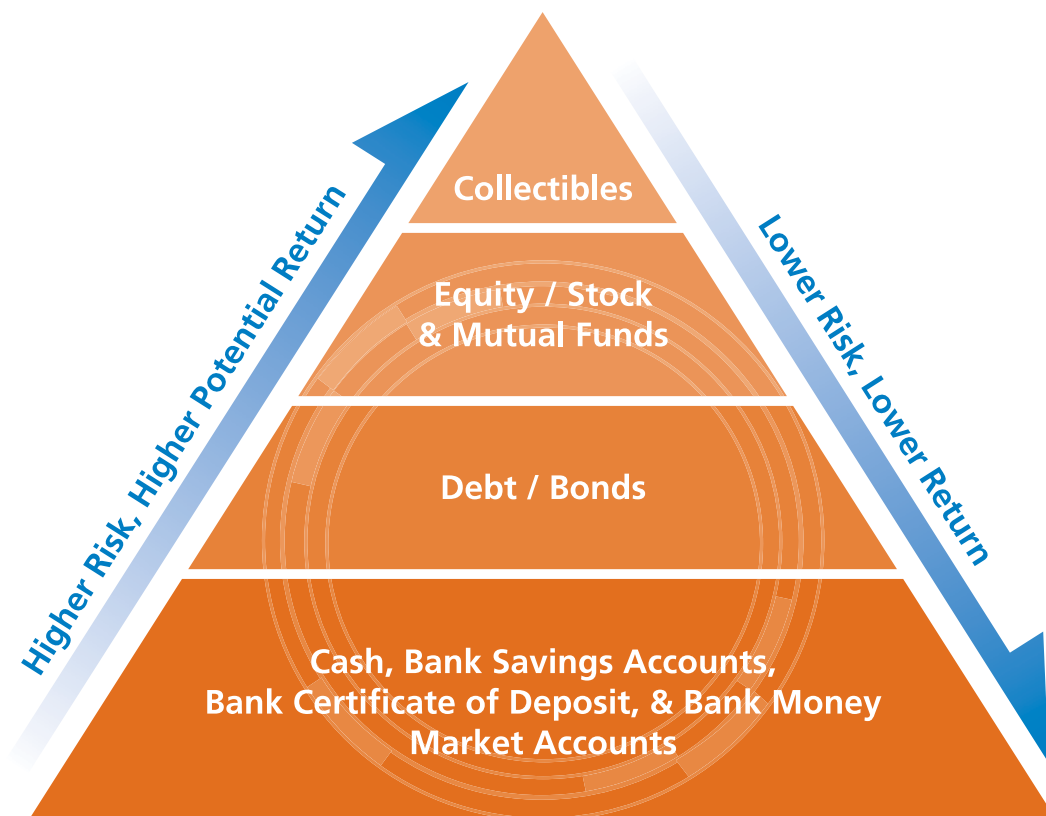 Collectibles
Equity / Stock
& Mutual Funds
Debt / Bonds
Cash, Bank Savings Accounts,
Bank Certificate of Deposit, & Bank Money
Market Accounts
Higher Risk, Higher Potential Return
Lower Risk, Lower Return